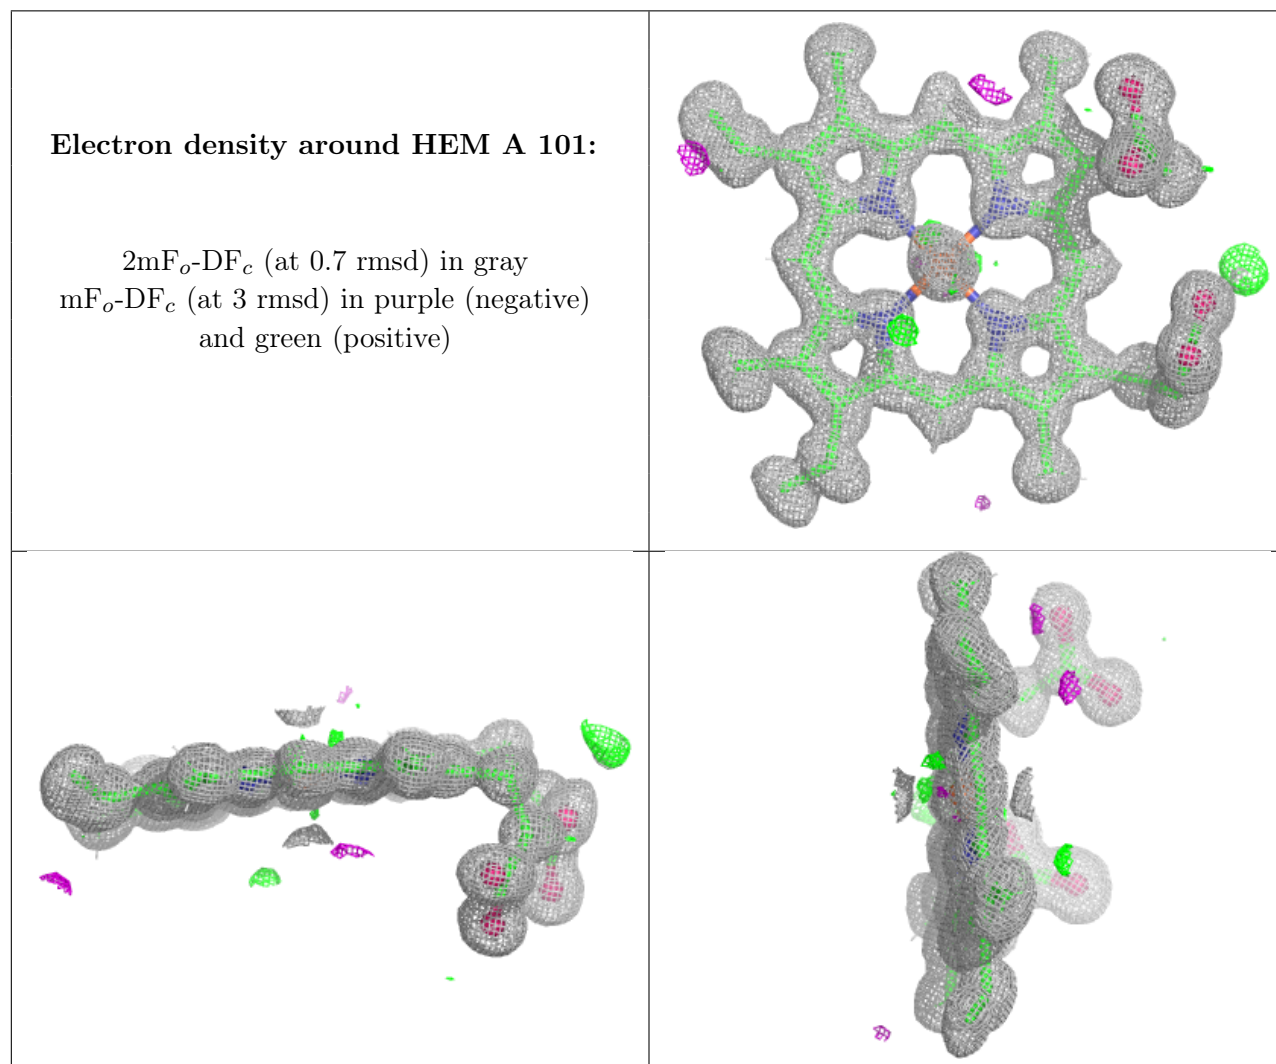 Electron density around HEM A 101:
2mFo-DFc (at 0.7 rmsd) in gray
mFo-DFc (at 3 rmsd) in purple (negative)
and green (positive)